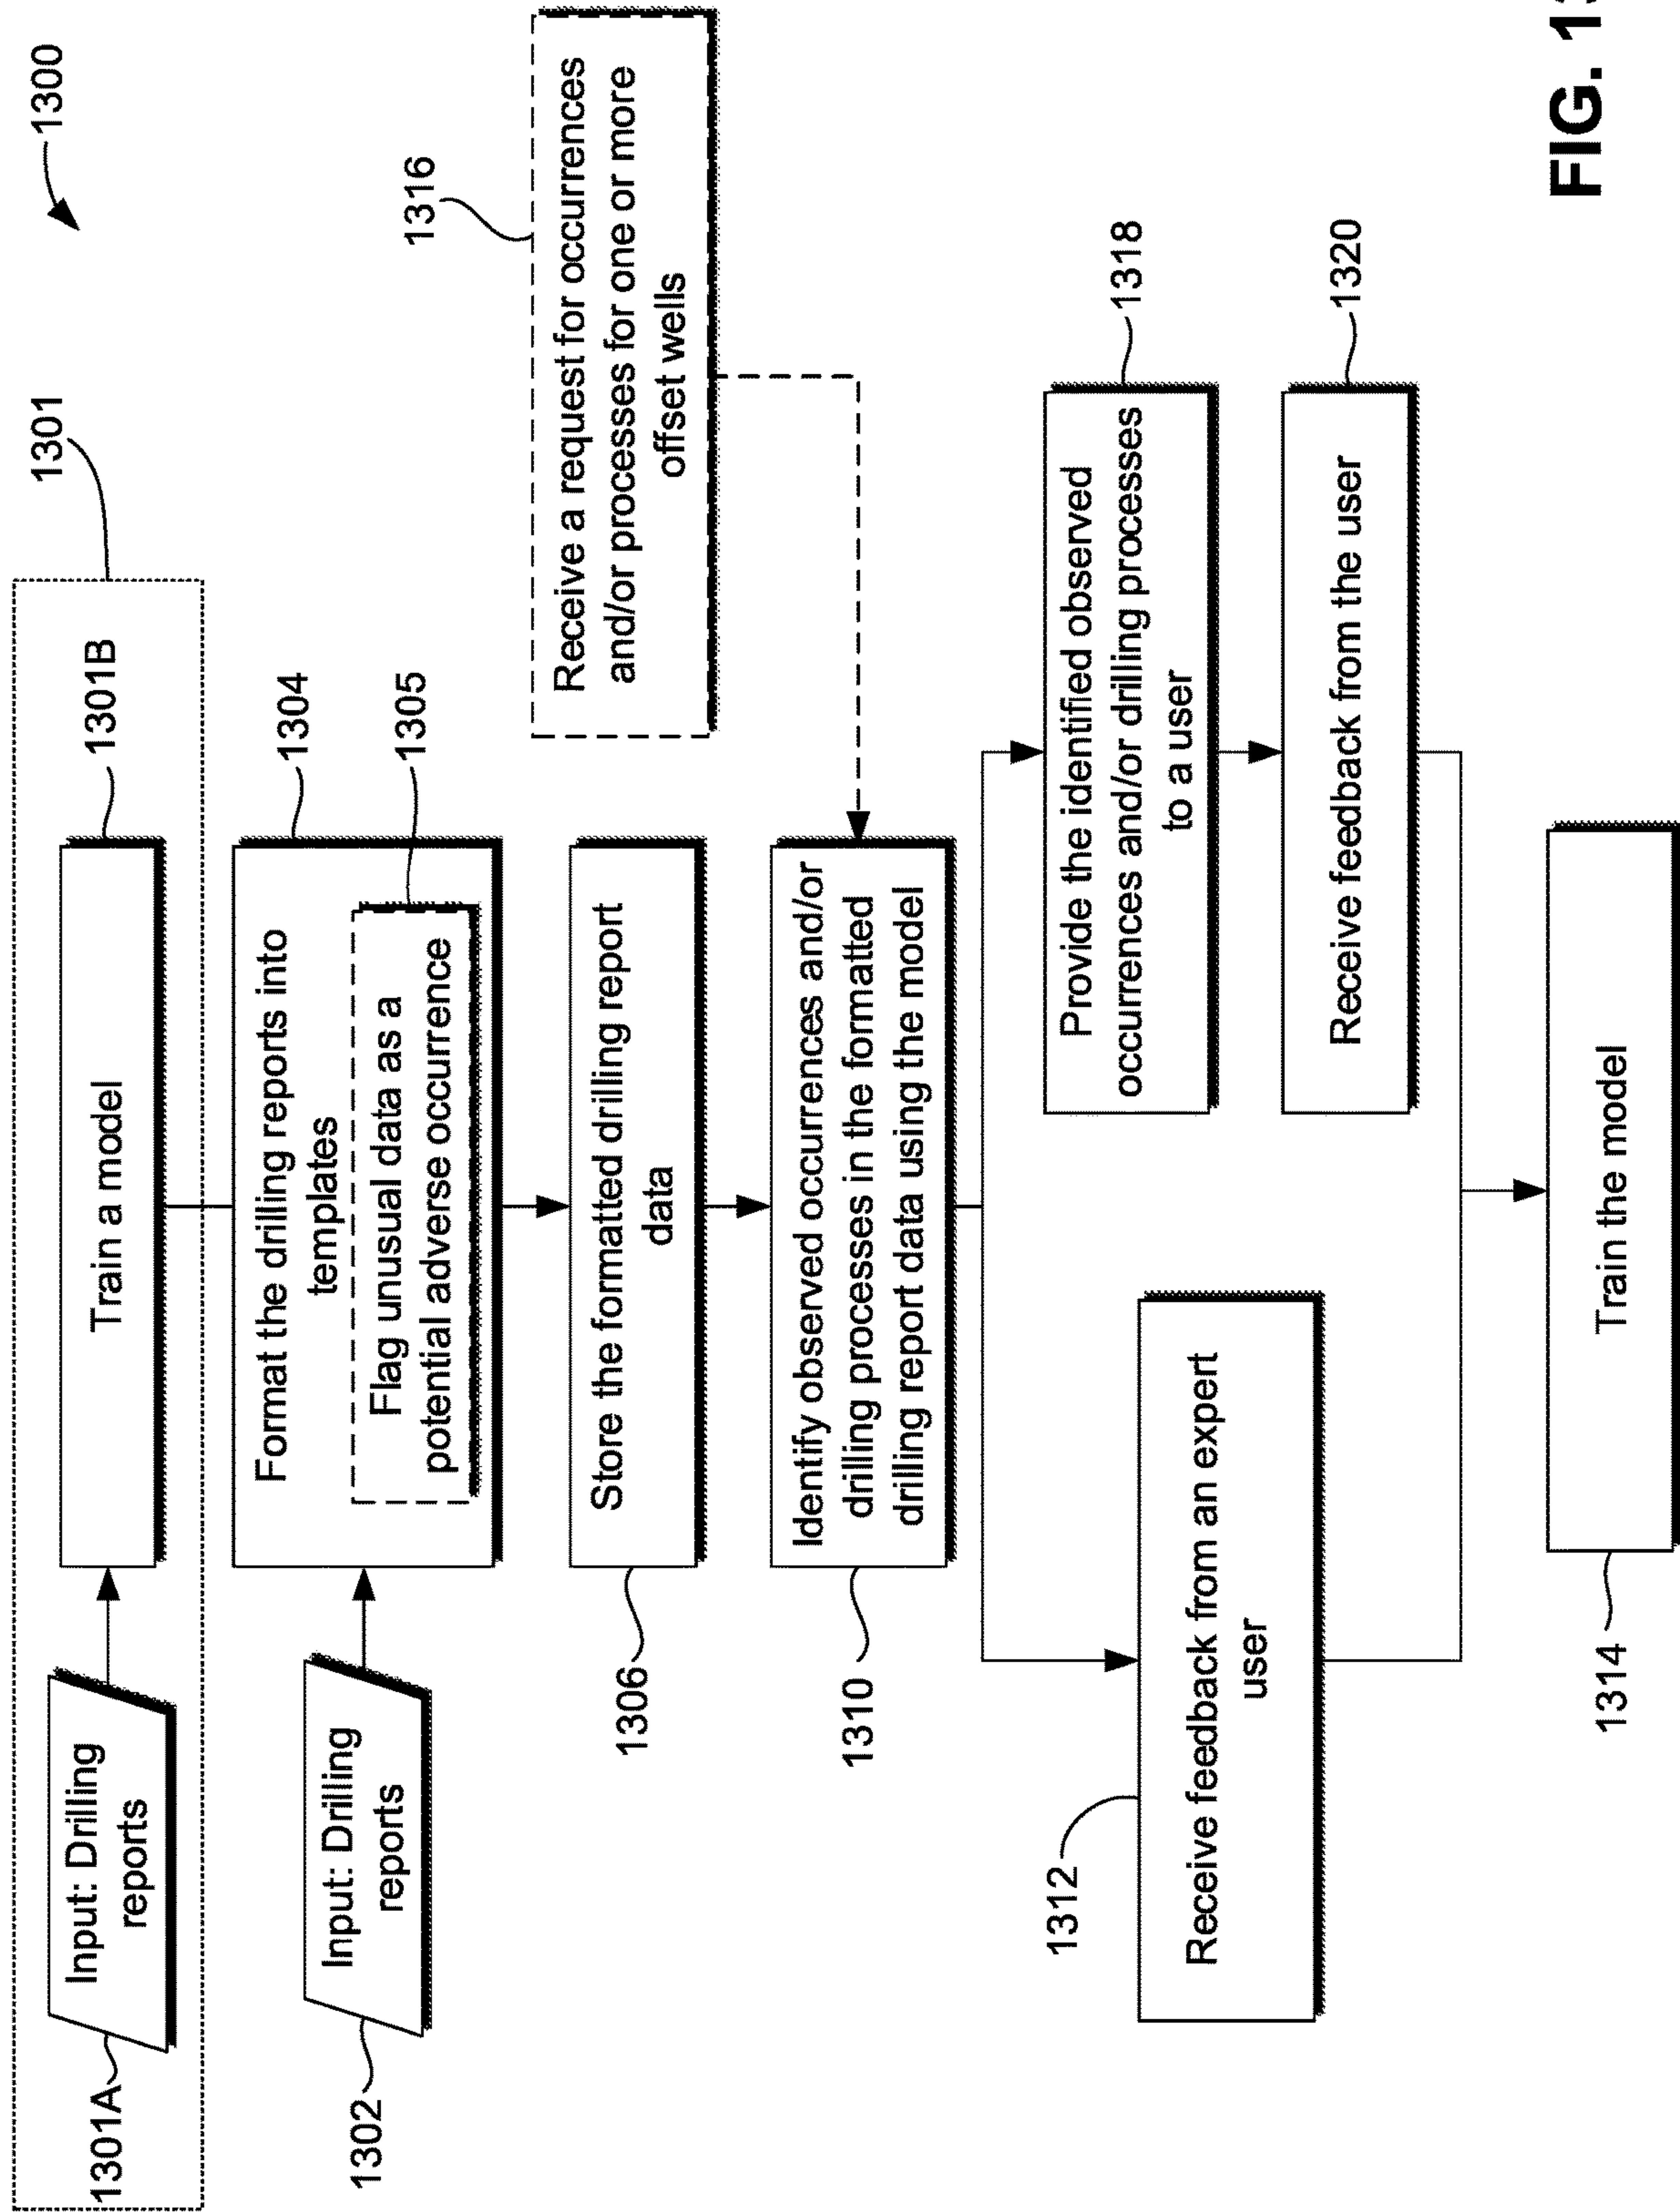 1300
1301
1301A
Input: Drilling
reports
Train a model
1301B
1302
Input: Drilling
reports
Format the drilling reports into
templates
1304
Flag unusual data as a
potential adverse occurrence
1305
1316
Receive a request for occurrences
and/or processes for one or more
offset wells
1306
Store the formatted drilling report
data
1310
Identify observed occurrences and/or
drilling processes in the formatted
drilling report data using the model
1312
Receive feedback from an expert
user
Provide the identified observed
occurrences and/or drilling processes
to a user
1318
Receive feedback from the user
1320
1314
Train the model
FIG.